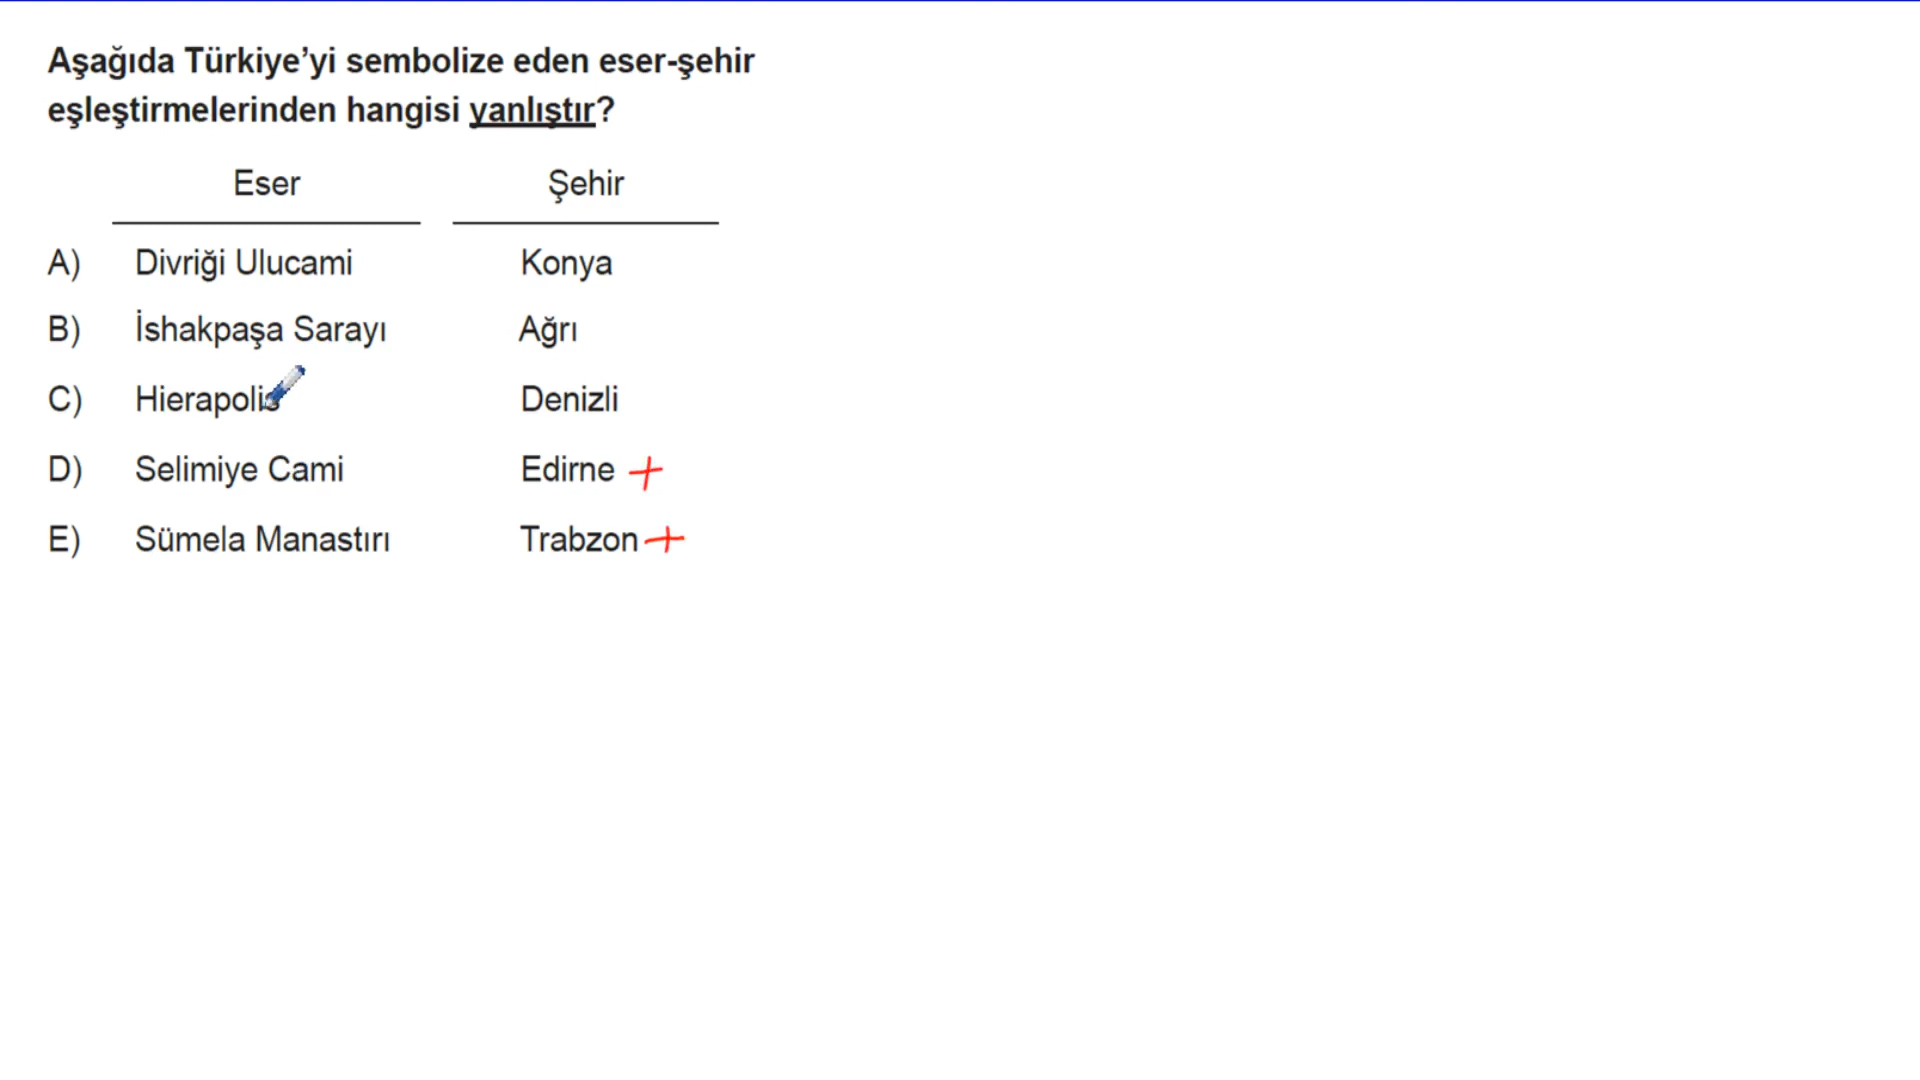 Aşağıda Türkiye’yi sembolize eden eser-şehir
eşleştirmelerinden hangisi yanlıştır?
Eser Şehir
A) Divriği Ulucami Konya
B) İshakpaşa Sarayı Ağrı
C) Hierapolis Denizli
D) Selimiye Cami Edirne +
E) Sümela Manastırı Trabzon +